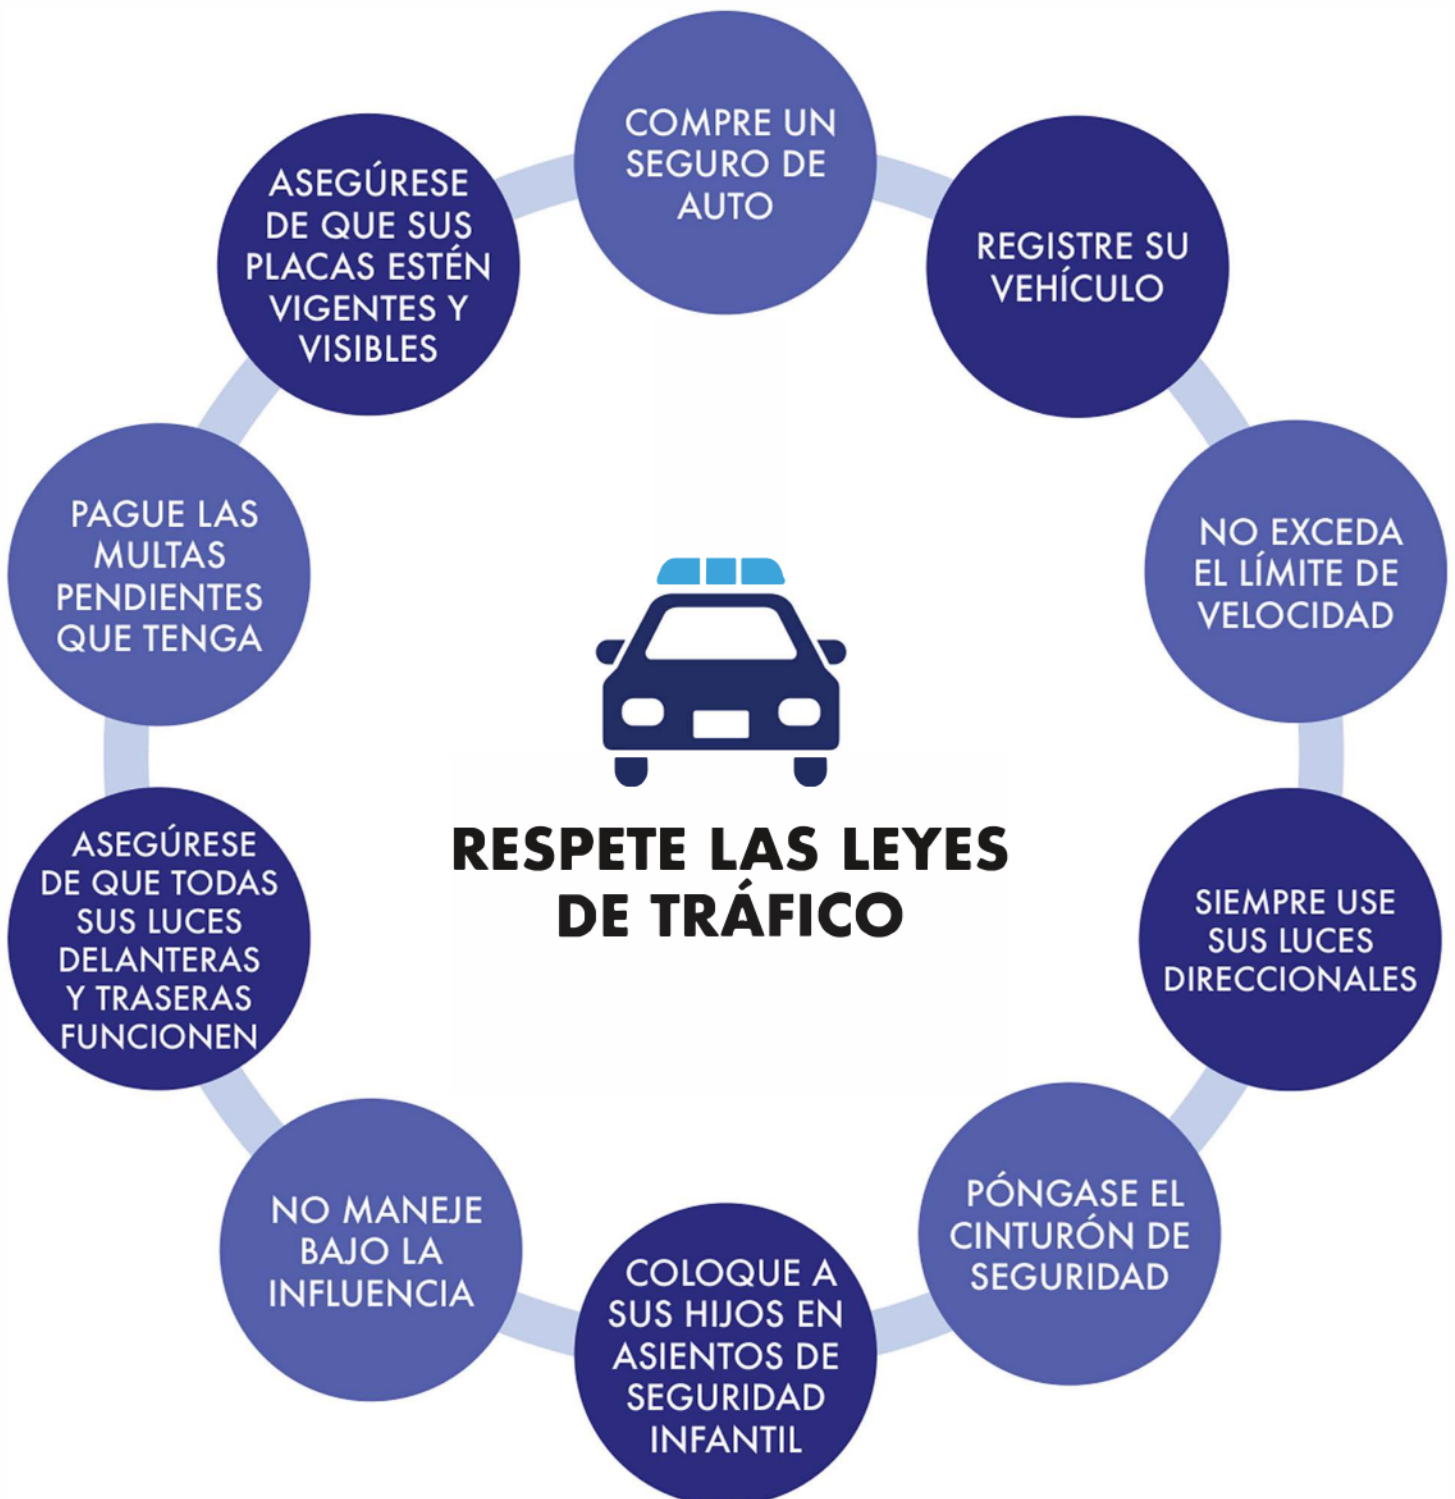 COMPRE UN
SEGURO DE
AUTO
REGISTRE SU
VEHÍCULO
NO EXCEDA
EL LÍMITE DE
VELOCIDAD
SIEMPRE USE
SUS LUCES
DIRECCIONALES
PÓNGASE EL
CINTURÓN DE
SEGURIDAD
COLOQUE A
SUS HIJOS EN
ASIENTOS DE
SEGURIDAD
INFANTIL
NO MANEJE
BAJO LA
INFLUENCIA
ASEGÚRESE
DE QUE TODAS
SUS LUCES
DELANTERAS
Y TRASERAS
FUNCIONEN
PAGUE LAS
MULTAS
PENDIENTES
QUE TENGA
ASEGÚRESE
DE QUE SUS
PLACAS ESTÉN
VIGENTES Y
VISIBLES
RESPETE LAS LEYES
DE TRÁFICO